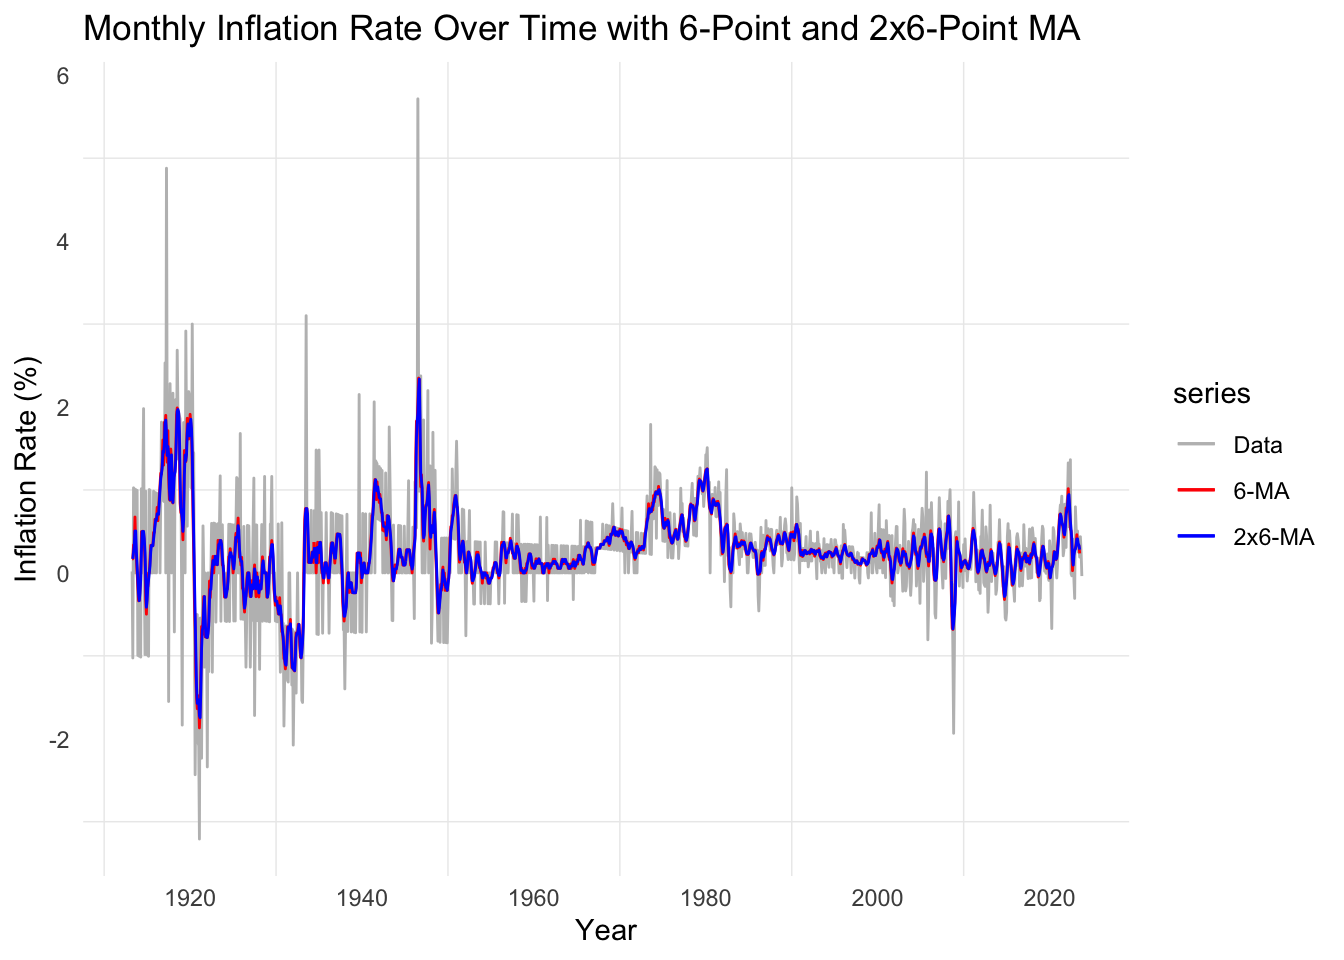 Monthly Inflation Rate Over Time with 6-Point and 2x6-Point MA
6
4
2
0
-2
Inflation Rate (%)
1920 1940 1960 1980 2000 2020
Year
series
Data
6-MA
2x6-MA